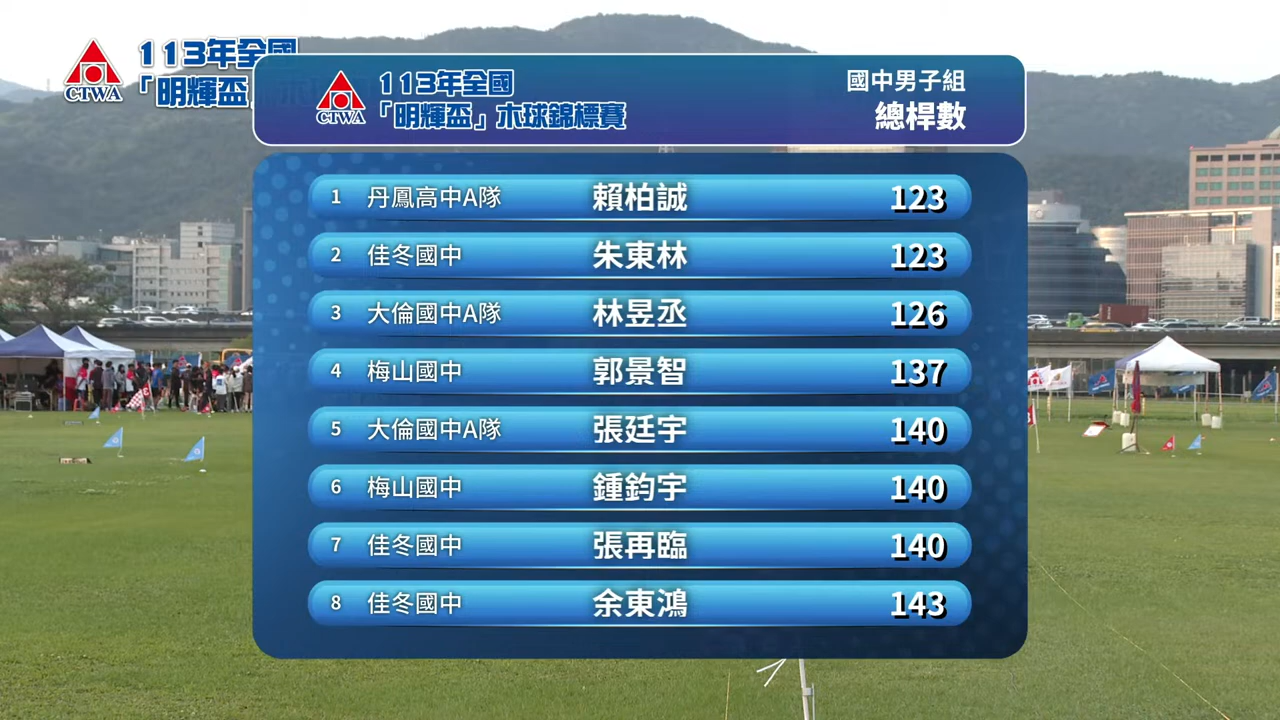 113年全國
「明輝盃
CTWA
CTWA
113年全國
「明輝盃」木球錦標賽
國中男子組
總桿數
1 丹鳳高中A隊 賴柏誠 123
2 佳冬國中 朱東林 123
3 大倫國中A隊 林昱丞 126
4 梅山國中 郭景智 137
5 大倫國中A隊 張廷宇 140
6 梅山國中 鍾鈞宇 140
7 佳冬國中 張再臨 140
8 佳冬國中 余東鴻 143